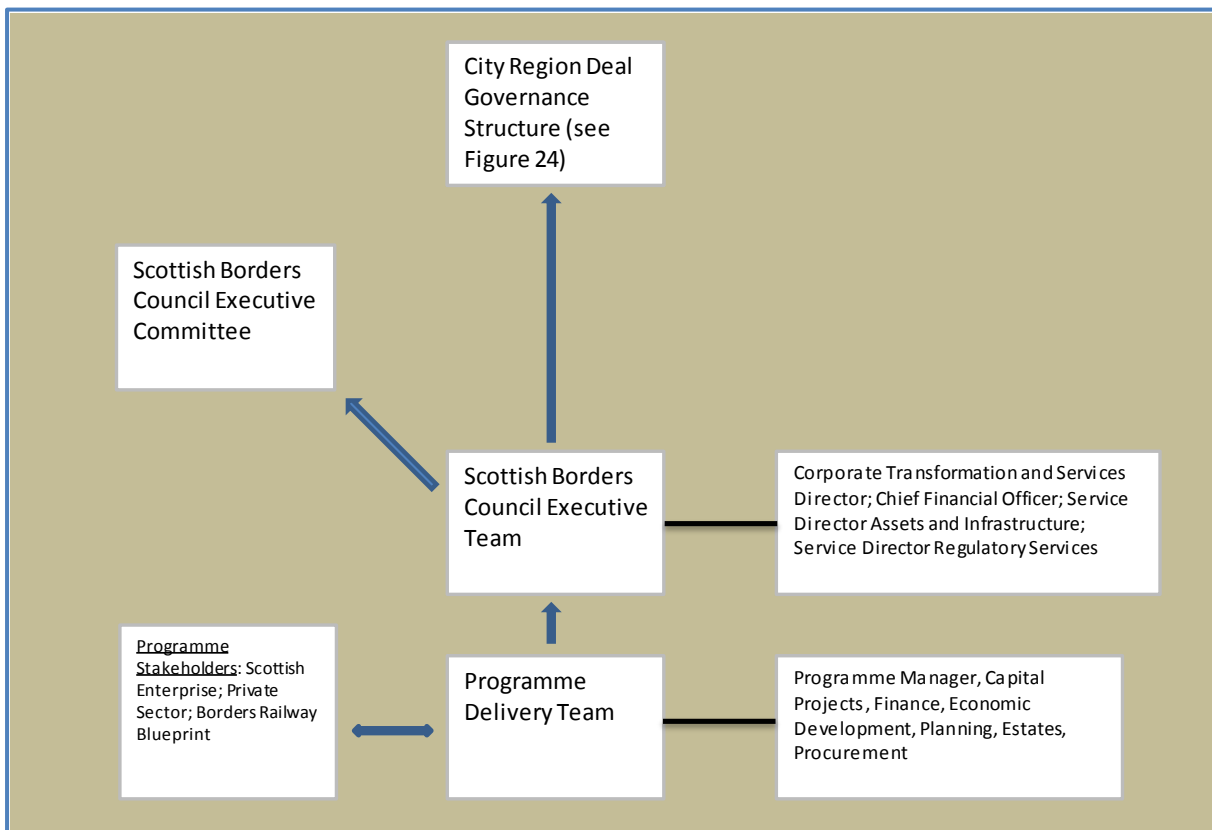 City Region Deal
Governance
Structure (see
Figure 24)
Scottish Borders
Council Executive
Committee
Scottish Borders
Council Executive
Team
Corporate Transformation and Services
Director; Chief Financial Officer; Service
Director Assets and Infrastructure;
Service Director Regulatory Services
Programme
Stakeholders: Scottish
Enterprise; Private
Sector; Borders Railway
Blueprint
Programme
Delivery Team
Programme Manager, Capital
Projects, Finance, Economic
Development, Planning, Estates,
Procurement